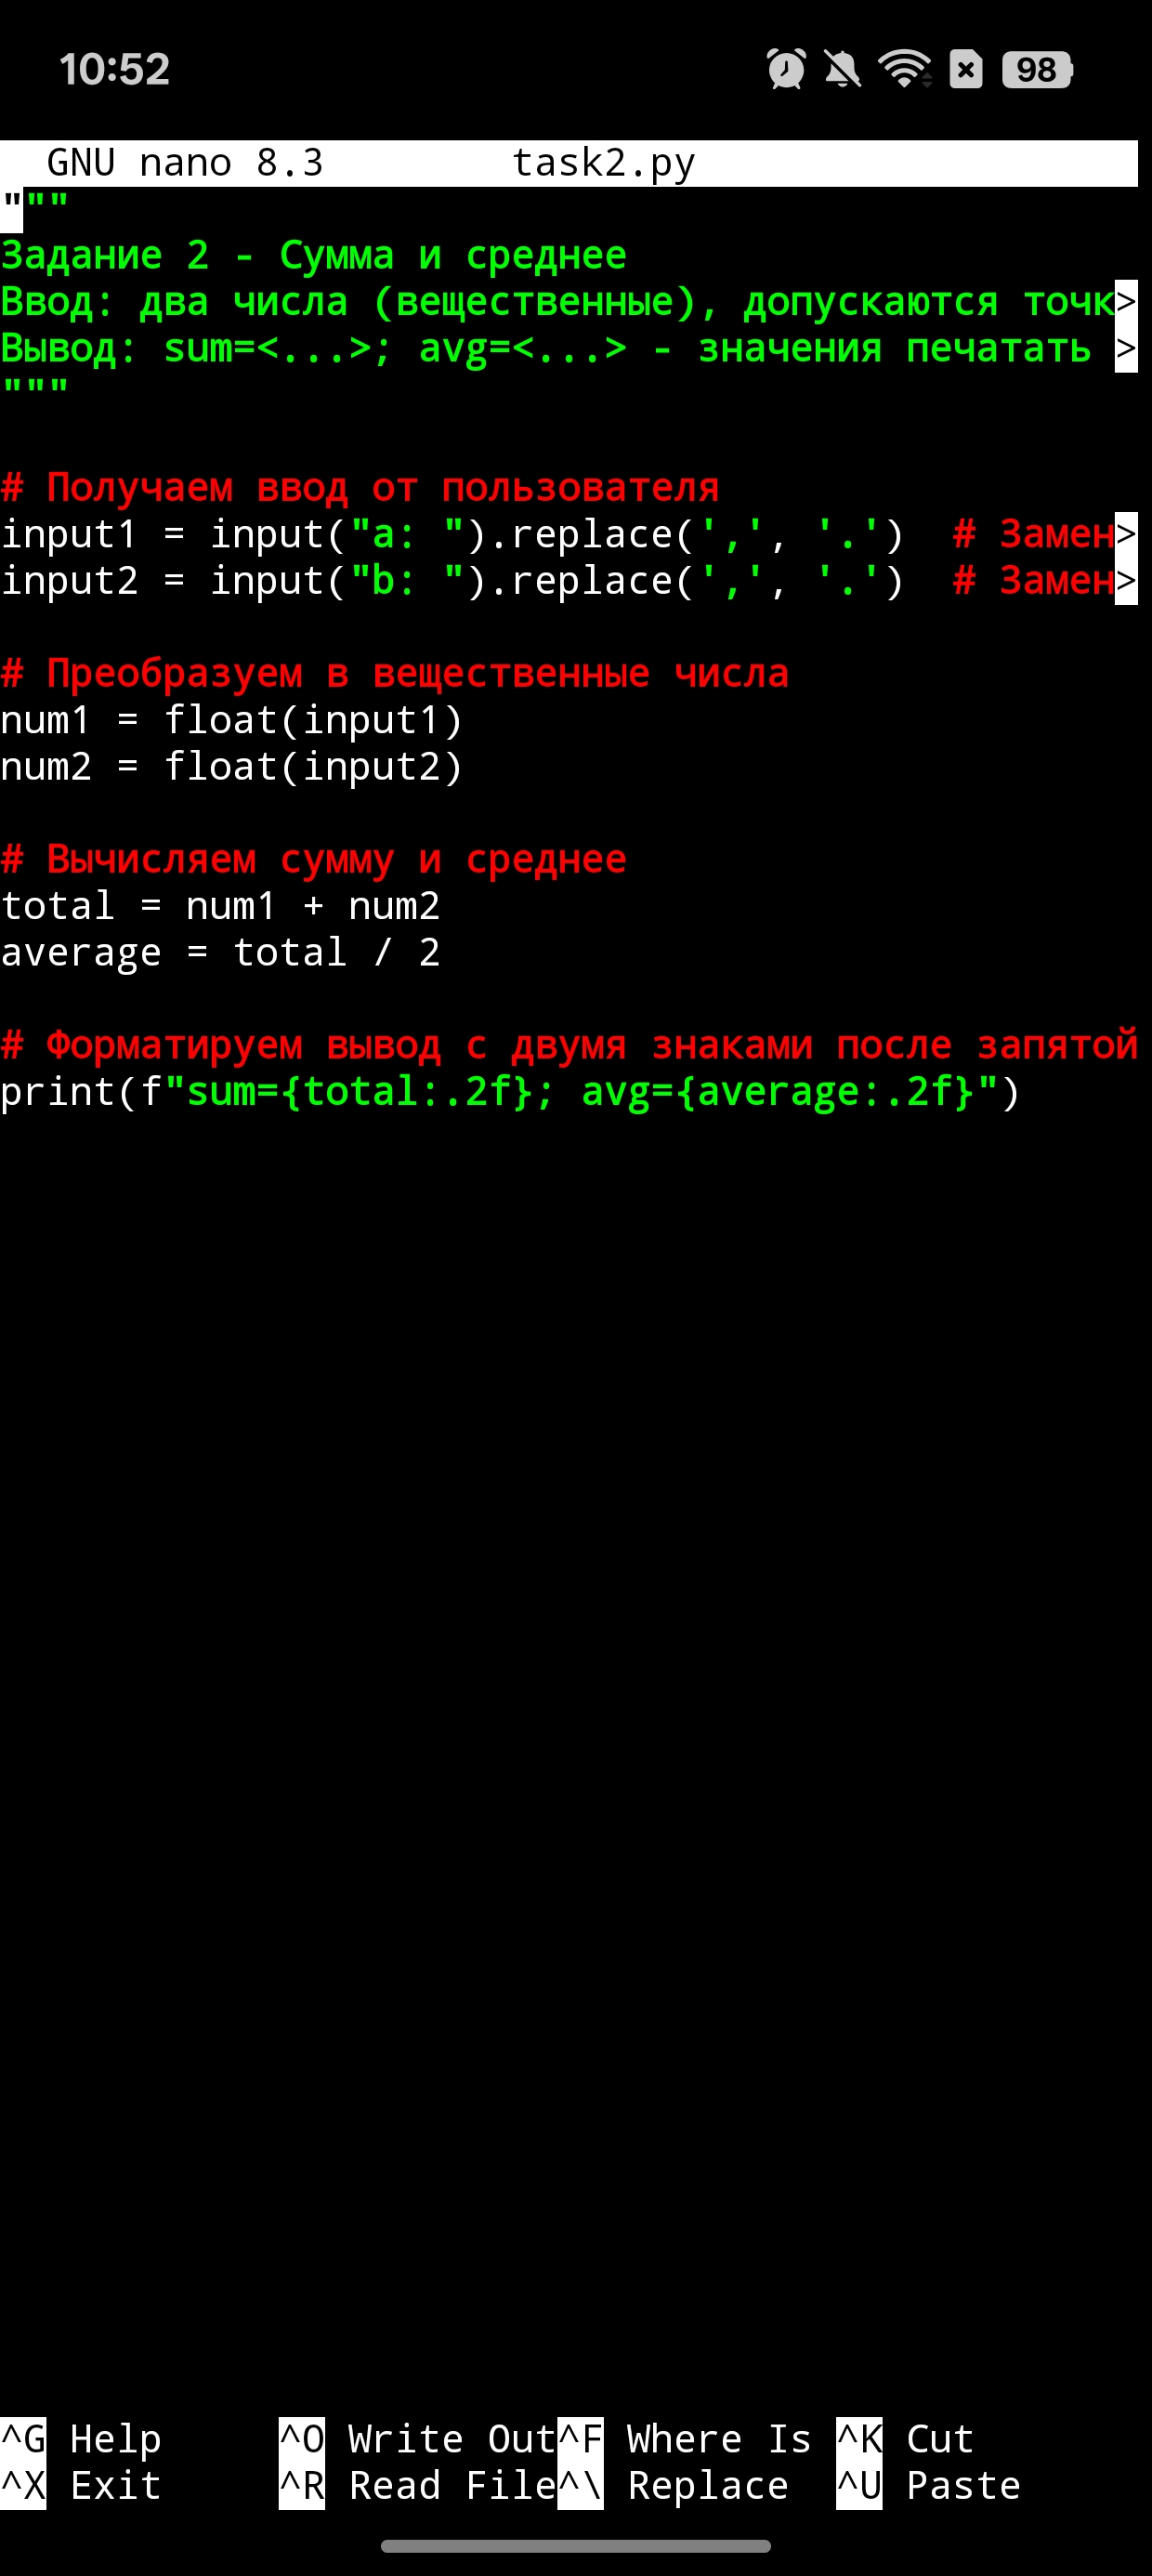 10:52 98
GNU nano 8.3 task2.py
"""
Задание 2 - Сумма и среднее
Ввод: два числа (вещественные), допускаются точк>
Вывод: sum=<...>; avg=<...> - значения печатать >
"""
# Получаем ввод от пользователя
input1 = input("a: ").replace(',', '.')  # Замен>
input2 = input("b: ").replace(',', '.')  # Замен>
# Преобразуем в вещественные числа
num1 = float(input1)
num2 = float(input2)
# Вычисляем сумму и среднее
total = num1 + num2
average = total / 2
# Форматируем вывод с двумя знаками после запятой
print(f"sum={total:.2f}; avg={average:.2f}")
^G Help ^O Write Out ^F Where Is ^K Cut
^X Exit ^R Read File ^\ Replace ^U Paste